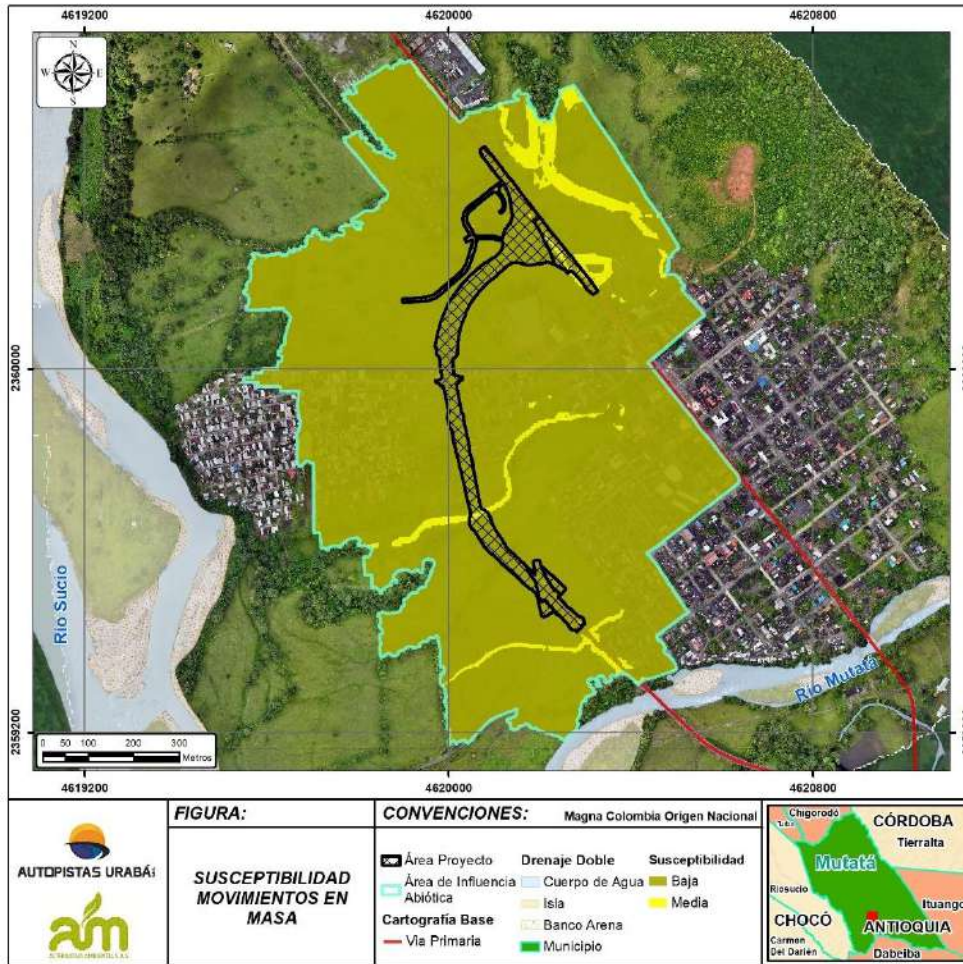 4619200
4620000
4620800
N
W
E
S
2360000
2359200
Río Sucio
Río Mutatá
0 50 100 200 300
Metros
4619200
4620000
4620800
AUTOPISTAS URABÁ
FIGURA:
SUSCEPTIBILIDAD
MOVIMIENTOS EN
MASA
CONVENCIONES:
Magna Colombia Origen Nacional
Área Proyecto
Área de Influencia
Abiótica
Cartografía Base
Vía Primaria
Drenaje Doble
Cuerpo de Agua
Isla
Banco Arena
Municipio
Susceptibilidad
Baja
Media
Chigorodó
CÓRDOBA
Tierralta
Mutatá
Riosucio
Ituango
CHOCÓ
ANTIOQUIA
Carmen
Del Darién
Dabeiba